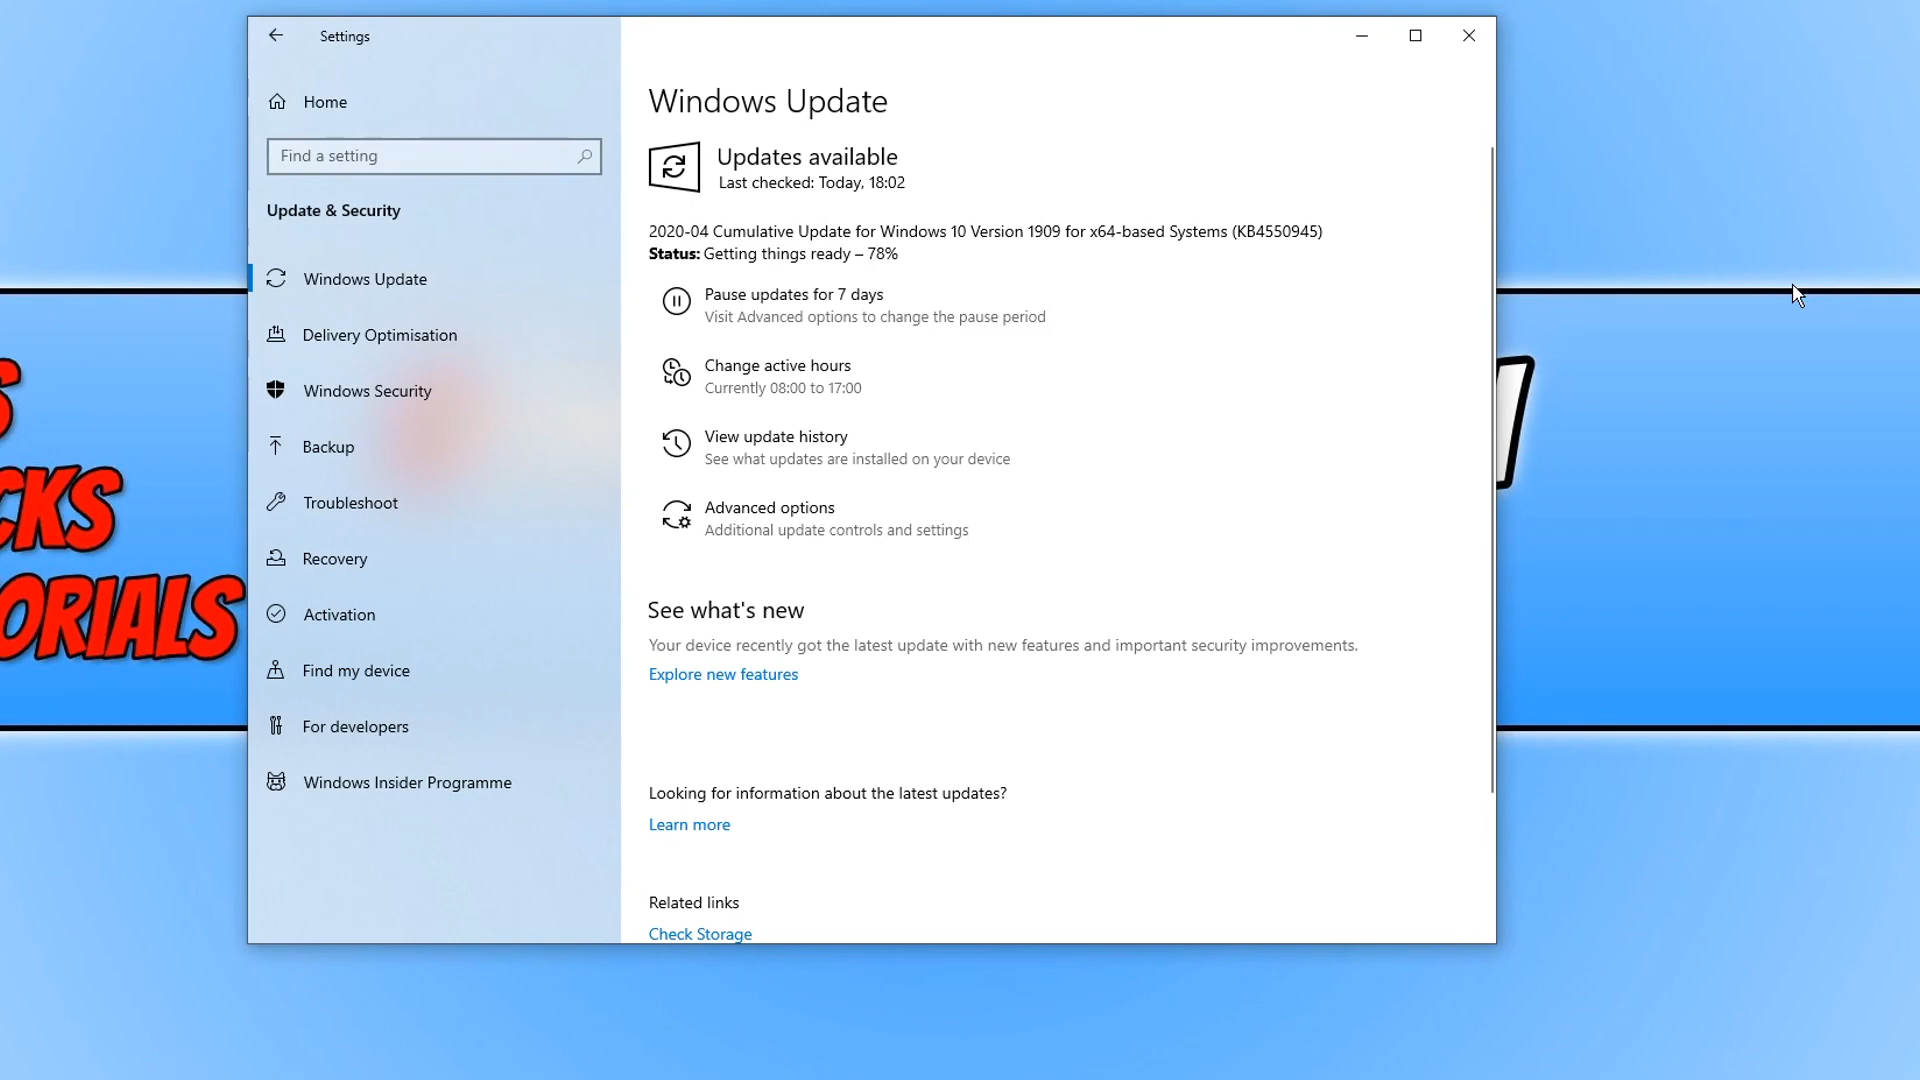 Settings
Home
Find a setting
Update & Security
Windows Update
Delivery Optimisation
Windows Security
Backup
Troubleshoot
Recovery
Activation
Find my device
For developers
Windows Insider Programme
Windows Update
Updates available
Last checked: Today, 18:02
2020-04 Cumulative Update for Windows 10 Version 1909 for x64-based Systems (KB4550945)
Status: Getting things ready – 78%
Pause updates for 7 days
Visit Advanced options to change the pause period
Change active hours
Currently 08:00 to 17:00
View update history
See what updates are installed on your device
Advanced options
Additional update controls and settings
See what's new
Your device recently got the latest update with new features and important security improvements.
Explore new features
Looking for information about the latest updates?
Learn more
Related links
Check Storage
S
CKS
ORIALS